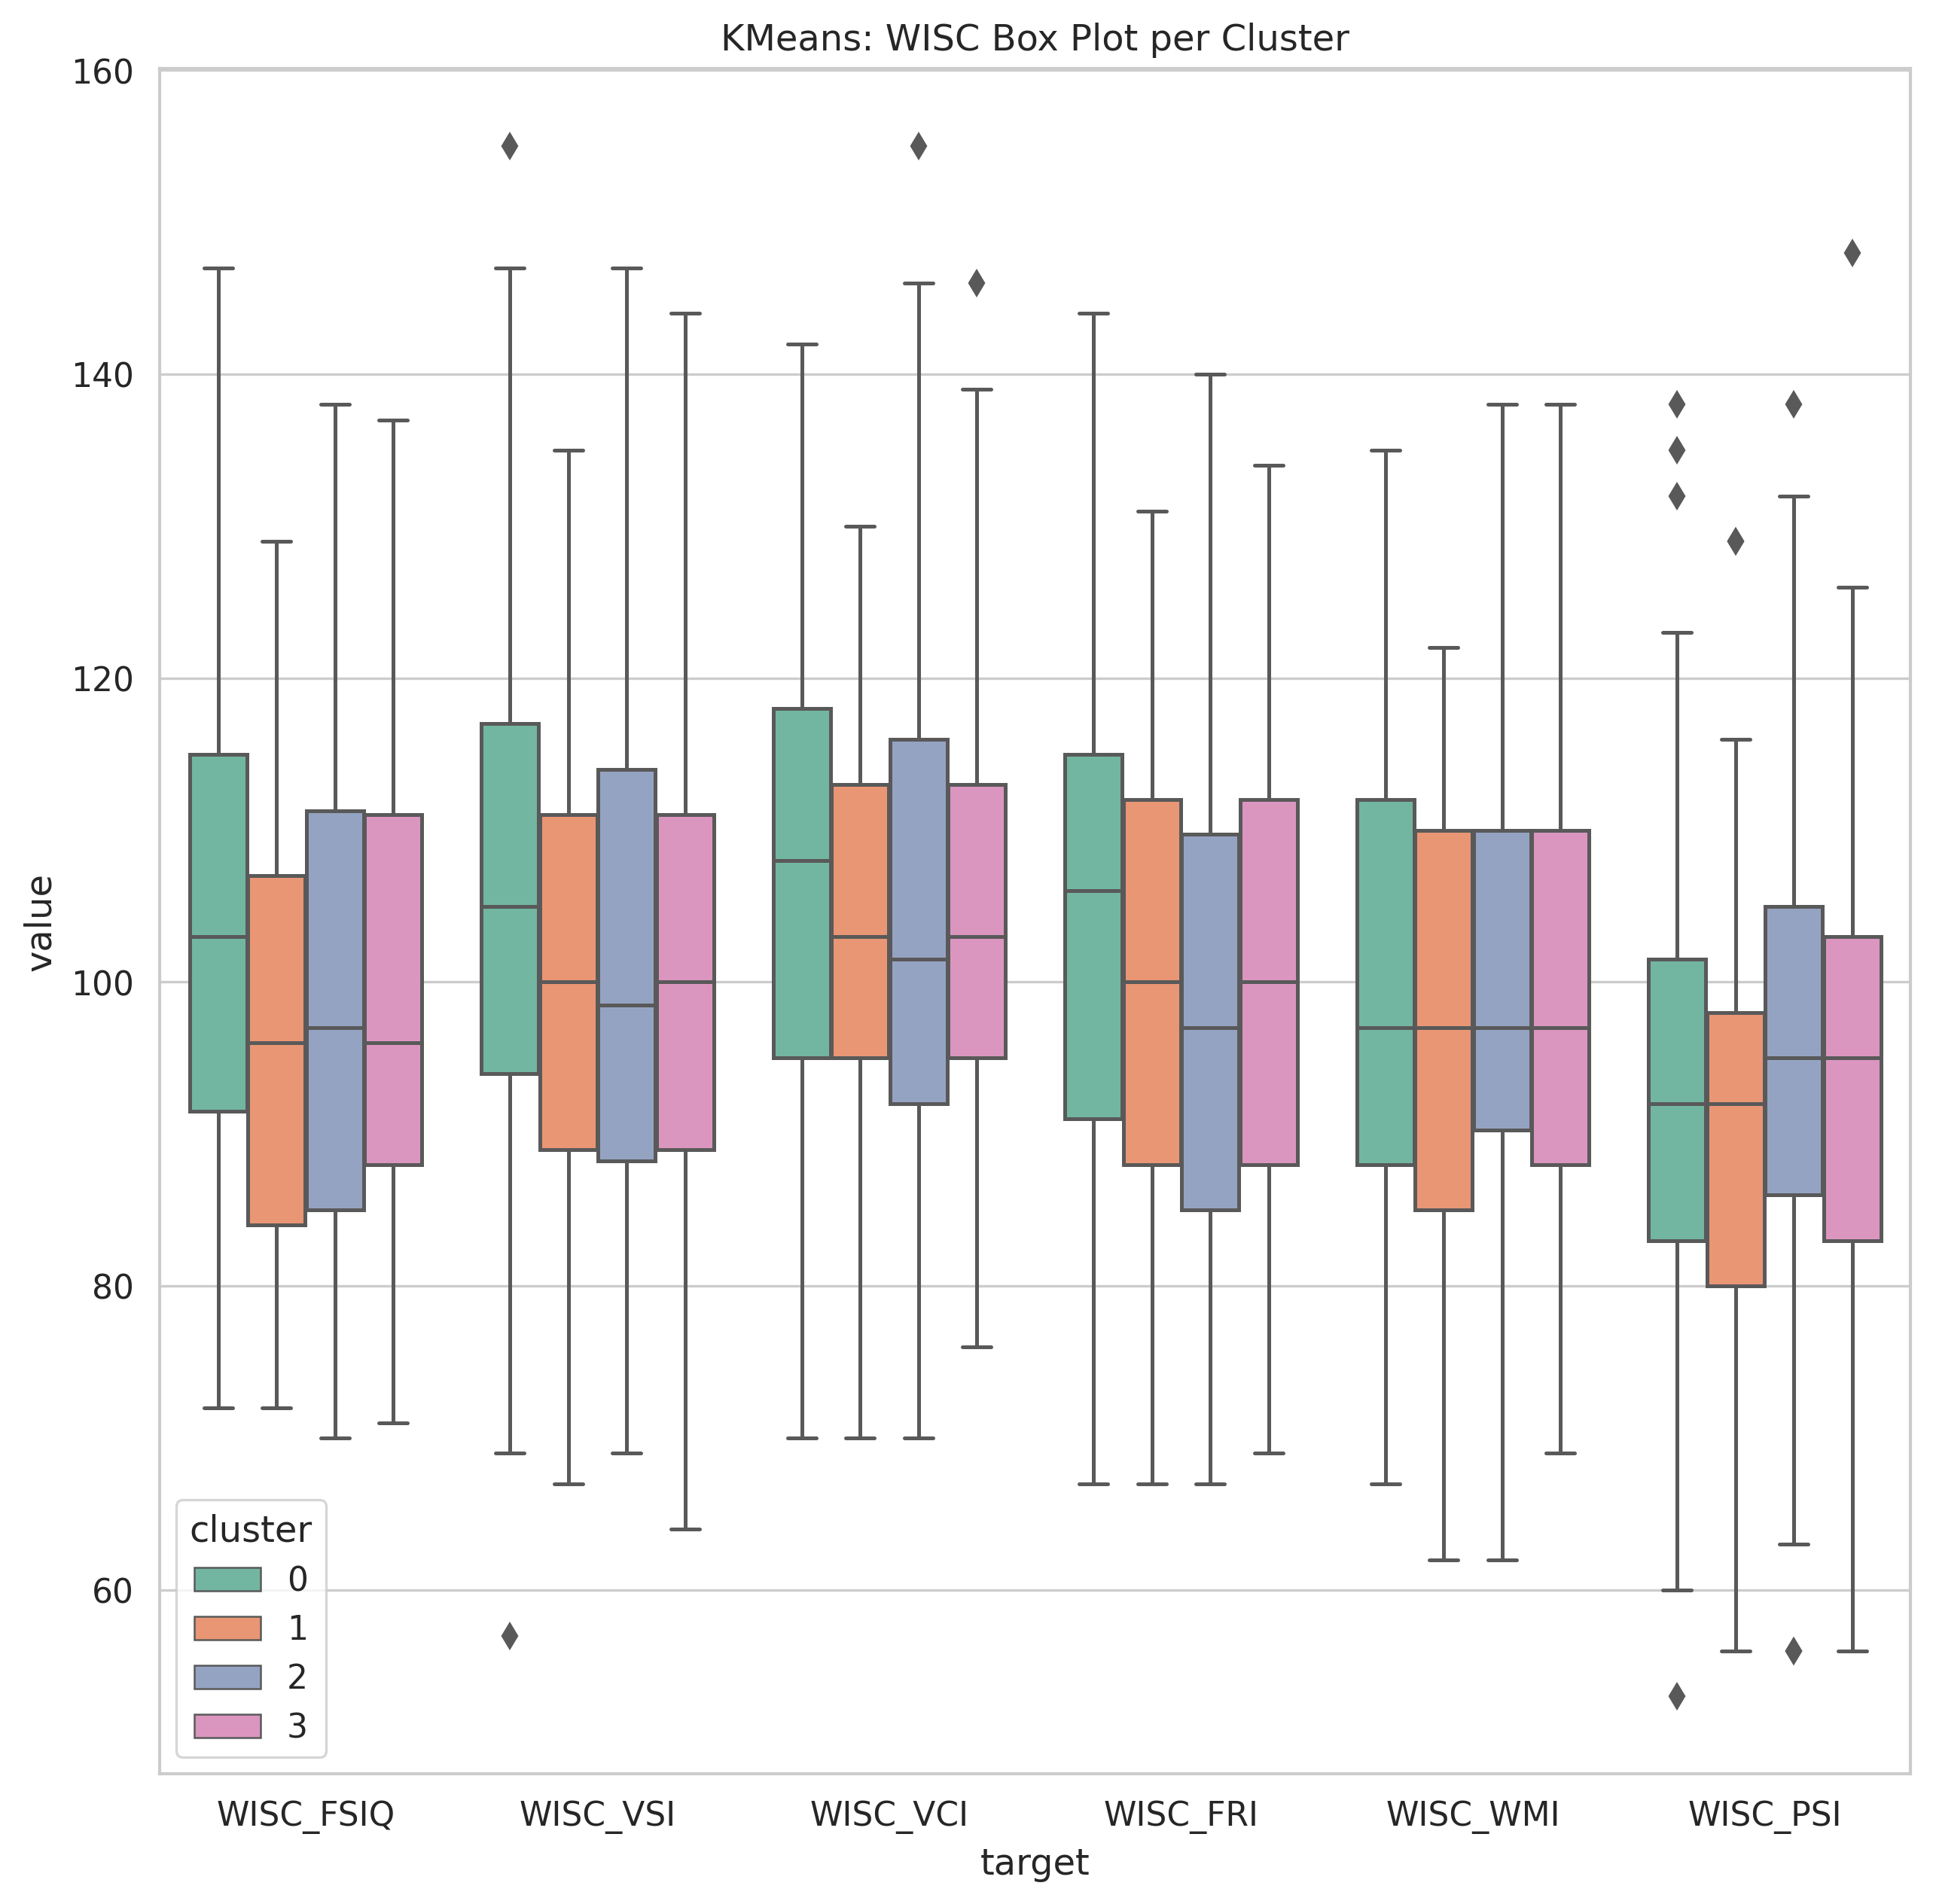 KMeans: WISC Box Plot per Cluster
160
140
120
100
80
60
value
cluster
0
1
2
3
WISC_FSIQ WISC_VSI WISC_VCI WISC_FRI WISC_WMI WISC_PSI
target